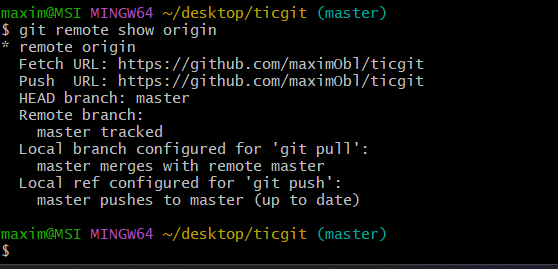 maxim@MSI MINGW64 ~/desktop/ticgit (master)
$ git remote show origin
* remote origin
  Fetch URL: https://github.com/maximObl/ticgit
  Push  URL: https://github.com/maximObl/ticgit
  HEAD branch: master
  Remote branch:
    master tracked
  Local branch configured for 'git pull':
    master merges with remote master
  Local ref configured for 'git push':
    master pushes to master (up to date)
maxim@MSI MINGW64 ~/desktop/ticgit (master)
$